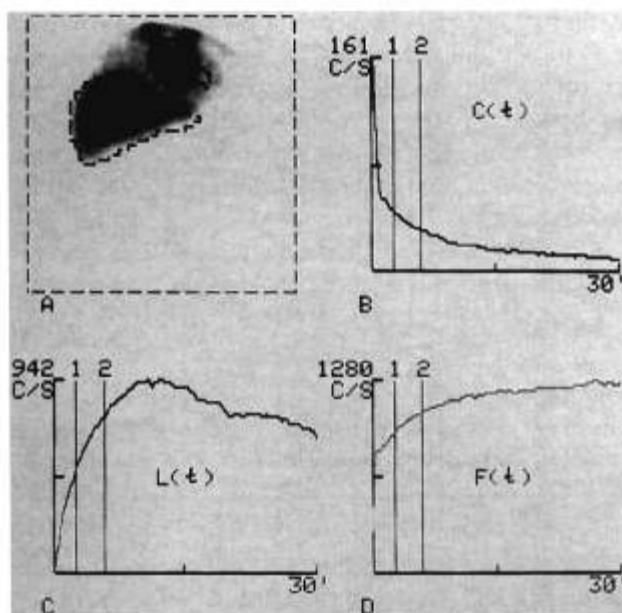 A
161 1 2
C/S
C(t)
30'
B
942 1 2
C/S
L(t)
30'
C
1280 1 2
C/S
F(t)
30'
D